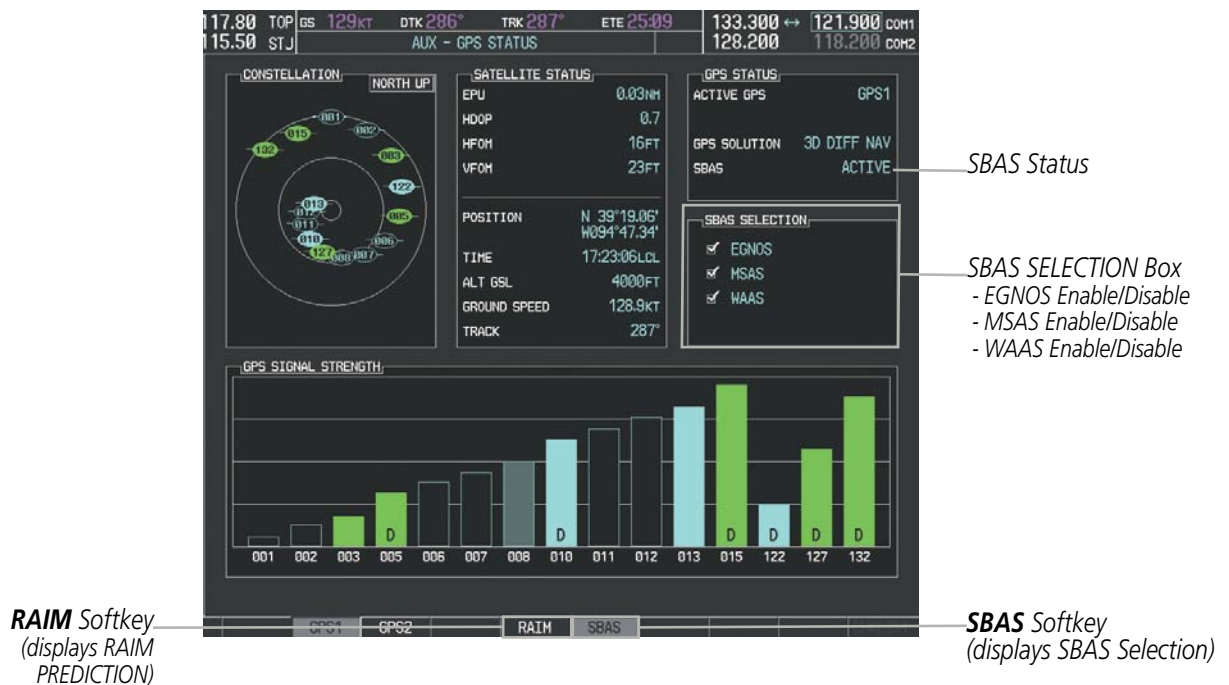 117.80 TOP GS 129KT DTK 286° TRK 287° ETE 25:09 133.300 ↔ 121.900 COM1
115.50 STJ AUX - GPS STATUS 128.200 118.200 COM2
CONSTELLATION
NORTH UP
001
002
015
132
003
122
013
012
005
011
010
006
127
008
007
SATELLITE STATUS
EPU 0.03NM
HDOP 0.7
HFOM 16FT
VFOM 23FT
POSITION N 39°19.06'
W094°47.34'
TIME 17:23:06LCL
ALT GSL 4000FT
GROUND SPEED 128.9KT
TRACK 287°
GPS STATUS
ACTIVE GPS GPS1
GPS SOLUTION 3D DIFF NAV
SBAS ACTIVE
SBAS SELECTION
EGNOS
MSAS
WAAS
SBAS Status
SBAS SELECTION Box
- EGNOS Enable/Disable
- MSAS Enable/Disable
- WAAS Enable/Disable
GPS SIGNAL STRENGTH
D D D D D D
001 002 003 005 006 007 008 010 011 012 013 015 122 127 132
GPS1 GPS2 RAIM SBAS
RAIM Softkey
(displays RAIM
PREDICTION)
SBAS Softkey
(displays SBAS Selection)